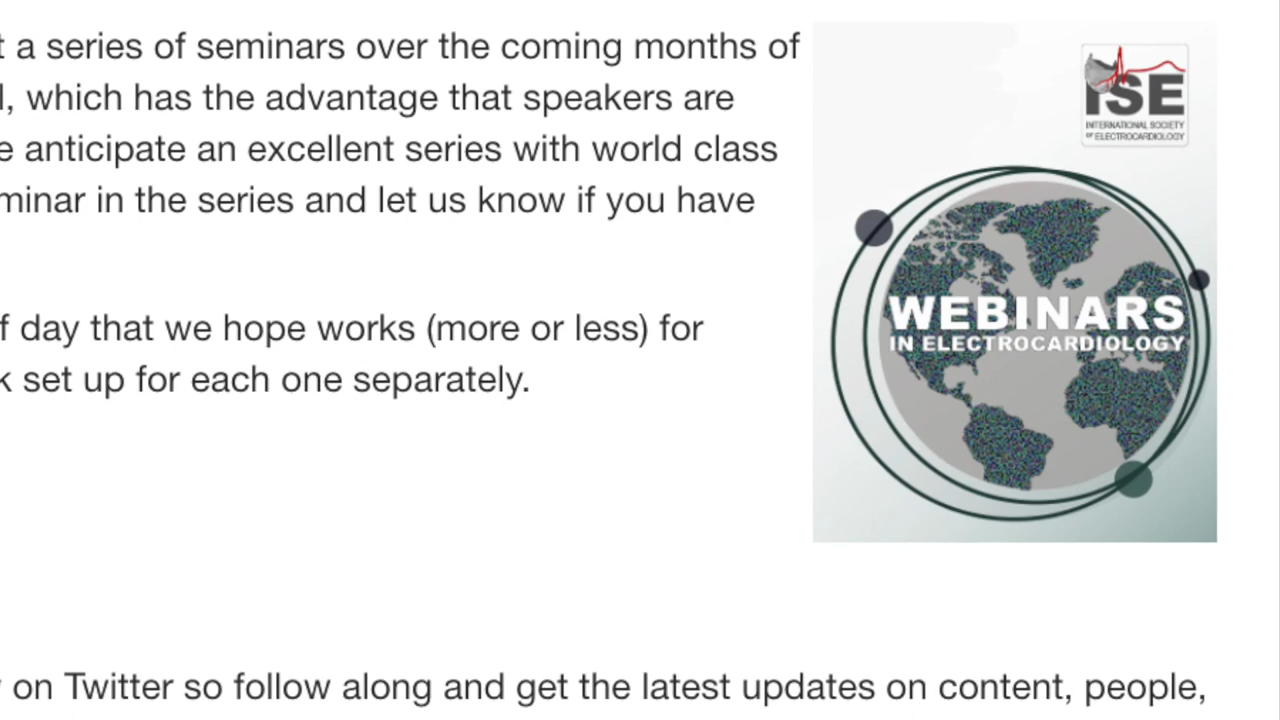 a series of seminars over the coming months of
, which has the advantage that speakers are
anticipate an excellent series with world class
minar in the series and let us know if you have
day that we hope works (more or less) for
set up for each one separately.
on Twitter so follow along and get the latest updates on content, people,
ISE
INTERNATIONAL SOCIETY
OF ELECTROCARDIOLOGY
WEBINARS
IN ELECTROCARDIOLOGY